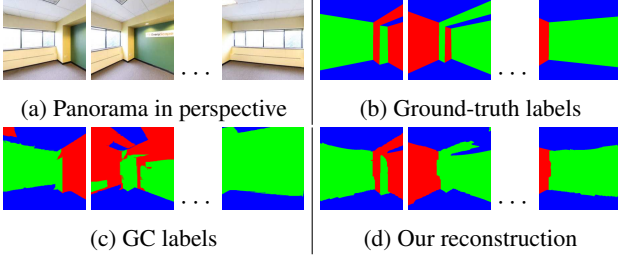 . . .
. . .
(a) Panorama in perspective
(b) Ground-truth labels
. . .
. . .
(c) GC labels
(d) Our reconstruction